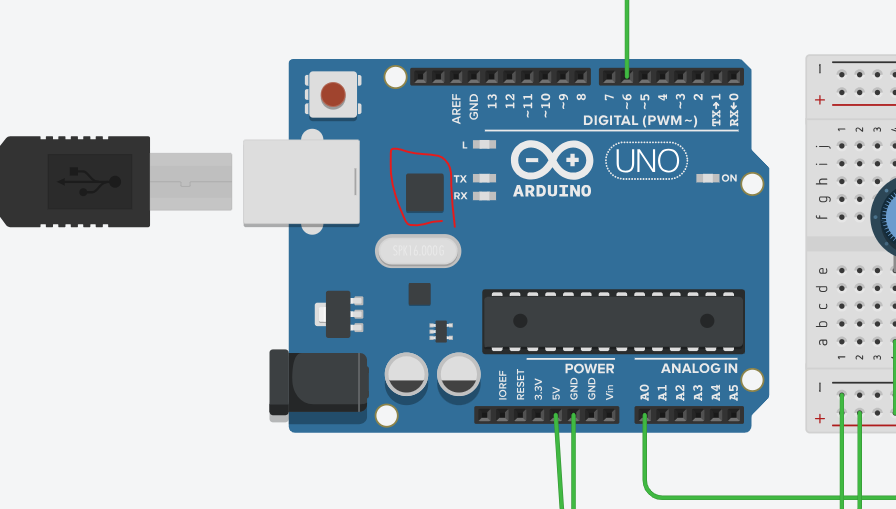 AREF
GND
13
12
~11
~10
~9
8
7
~6
~5
4
~3
2
TX→1
RX←0
DIGITAL (PWM~)
L
TX
RX
ARDUINO
UNO
ON
SPK16.000G
IOREF
RESET
3.3V
5V
GND
GND
Vin
POWER
ANALOG IN
A0
A1
A2
A3
A4
A5
1
2
3
j
i
h
g
f
e
d
c
b
a
1
2
3